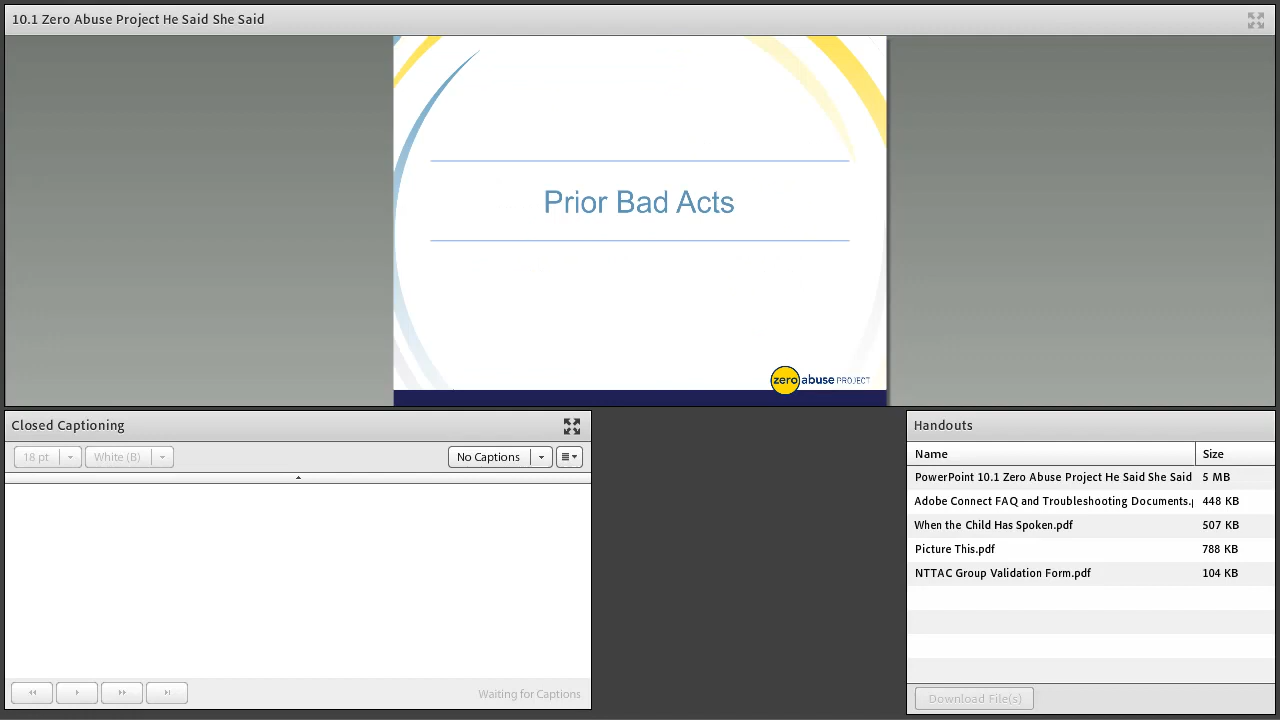 10.1 Zero Abuse Project He Said She Said
Prior Bad Acts
zero abuse PROJECT
Closed Captioning
18 pt
White (B)
No Captions
Waiting for Captions
Handouts
Name Size
PowerPoint 10.1 Zero Abuse Project He Said She Said 5 MB
Adobe Connect FAQ and Troubleshooting Documents.p 448 KB
When the Child Has Spoken.pdf 507 KB
Picture This.pdf 788 KB
NTTAC Group Validation Form.pdf 104 KB
Download File(s)